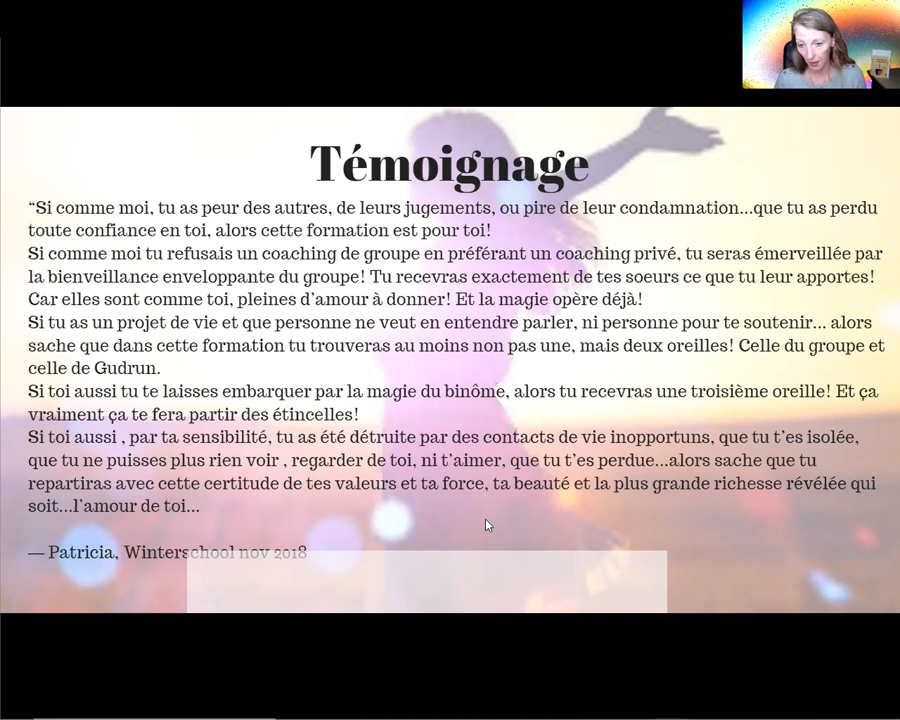 Témoignage
“Si comme moi, tu as peur des autres, de leurs jugements, ou pire de leur condamnation...que tu as perdu
toute confiance en toi, alors cette formation est pour toi!
Si comme moi tu refusais un coaching de groupe en préférant un coaching privé, tu seras émerveillée par
la bienveillance enveloppante du groupe! Tu recevras exactement de tes soeurs ce que tu leur apportes!
Car elles sont comme toi, pleines d’amour à donner! Et la magie opère déjà!
Si tu as un projet de vie et que personne ne veut en entendre parler, ni personne pour te soutenir... alors
sache que dans cette formation tu trouveras au moins non pas une, mais deux oreilles! Celle du groupe et
celle de Gudrun.
Si toi aussi tu te laisses embarquer par la magie du binôme, alors tu recevras une troisième oreille! Et ça
vraiment ça te fera partir des étincelles!
Si toi aussi , par ta sensibilité, tu as été détruite par des contacts de vie inopportuns, que tu t’es isolée,
que tu ne puisses plus rien voir , regarder de toi, ni t’aimer, que tu t’es perdue...alors sache que tu
repartiras avec cette certitude de tes valeurs et ta force, ta beauté et la plus grande richesse révélée qui
soit...l’amour de toi...
— Patricia, Winterschool nov 2018